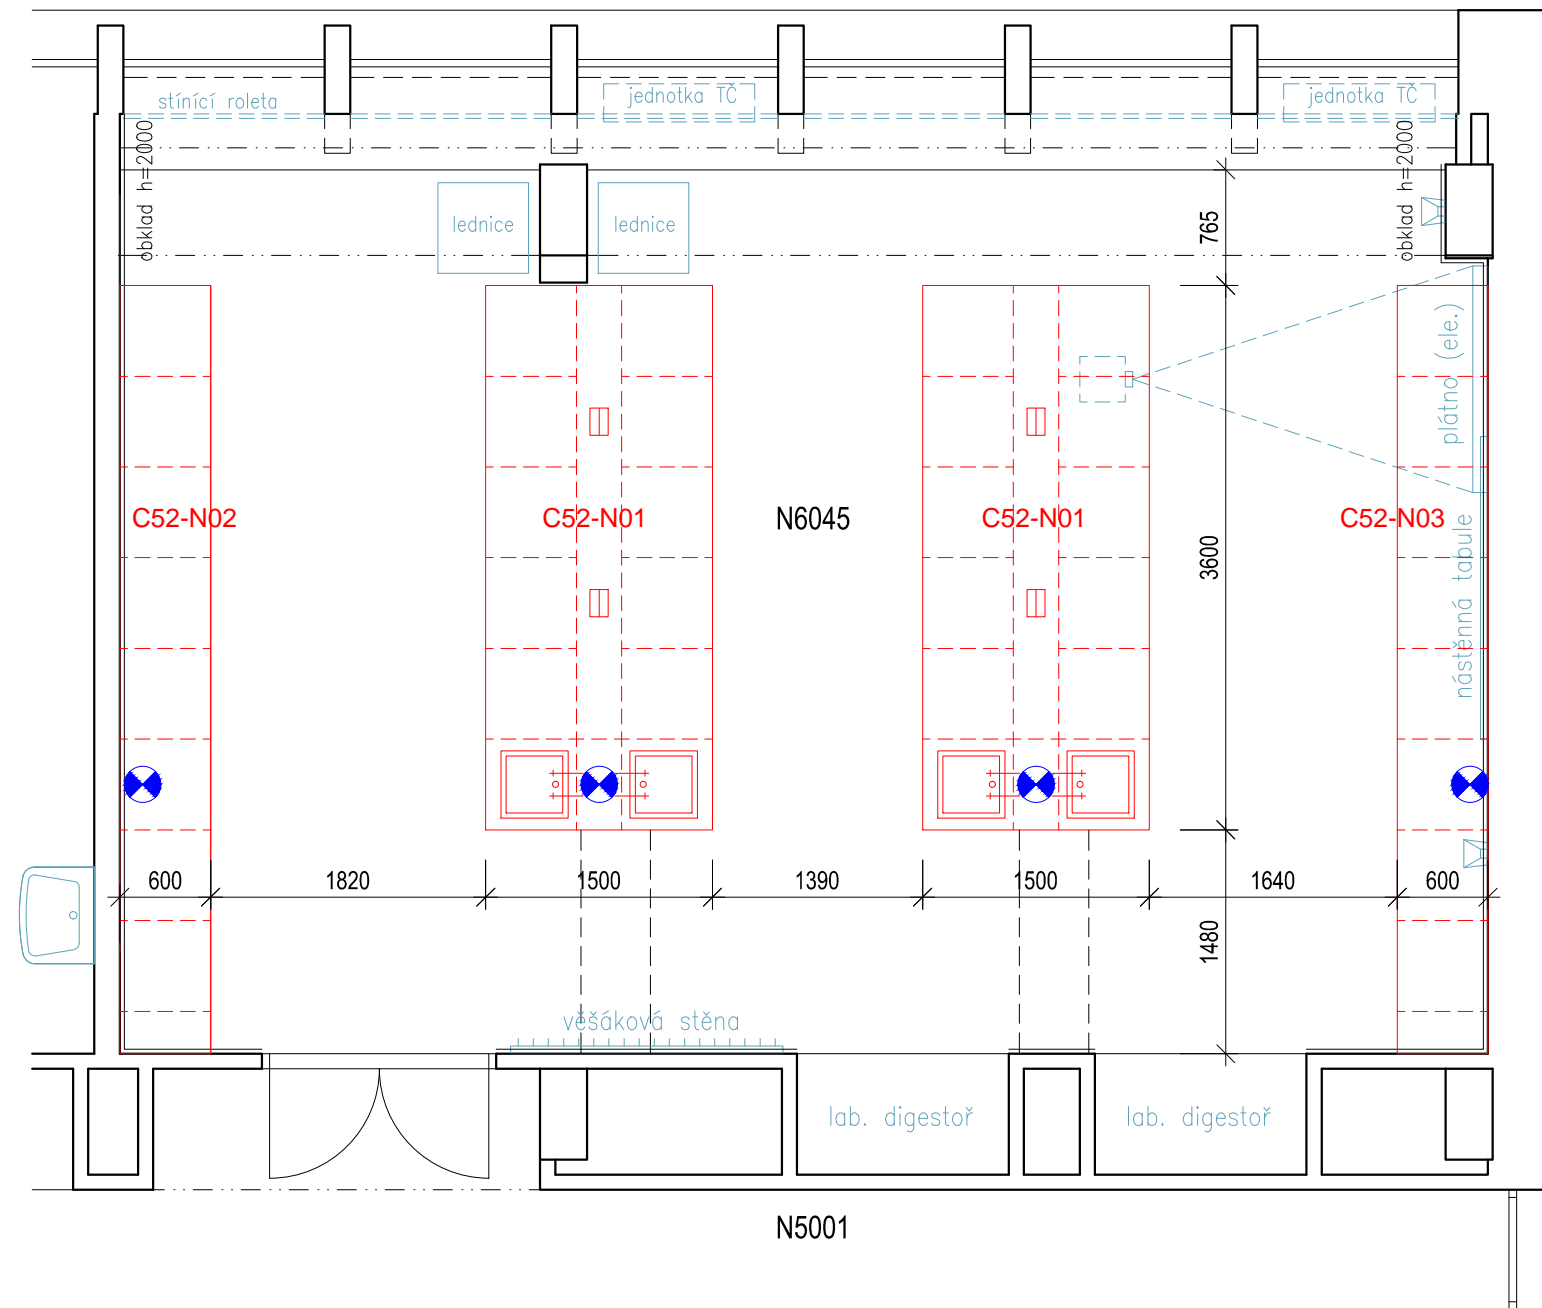 stínící roleta
jednotka TČ
jednotka TČ
obklad h=2000
obklad h=2000
lednice
lednice
765
plátno (ele.)
C52-N02
C52-N01
N6045
C52-N01
C52-N03
3600
nástěnná tabule
600
1820
1500
1390
1500
1640
600
1480
věšáková stěna
lab. digestoř
lab. digestoř
N5001